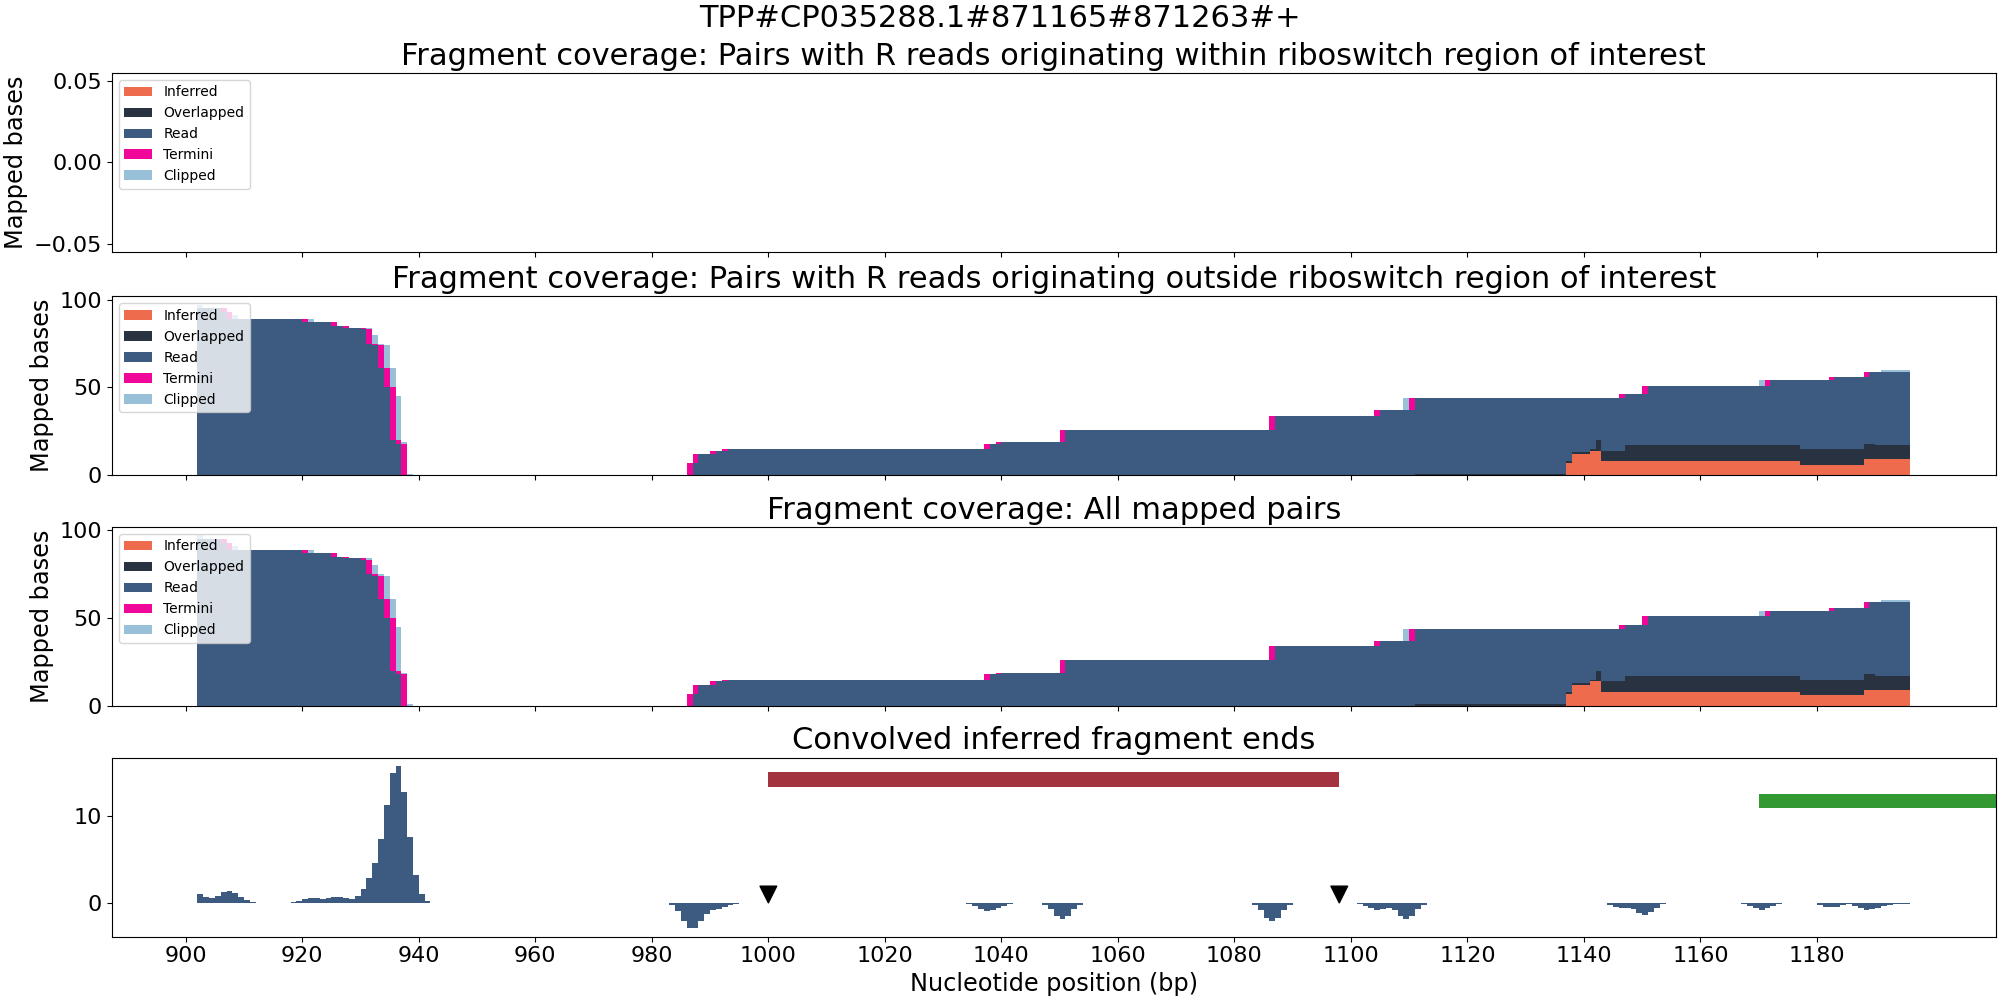 TPP#CP035288.1#871165#871263#+
Fragment coverage: Pairs with R reads originating within riboswitch region of interest
Mapped bases
0.05
0.00
−0.05
Inferred
Overlapped
Read
Termini
Clipped
Fragment coverage: Pairs with R reads originating outside riboswitch region of interest
Mapped bases
100
50
0
Inferred
Overlapped
Read
Termini
Clipped
Fragment coverage: All mapped pairs
Mapped bases
100
50
0
Inferred
Overlapped
Read
Termini
Clipped
Convolved inferred fragment ends
10
0
900 920 940 960 980 1000 1020 1040 1060 1080 1100 1120 1140 1160 1180
Nucleotide position (bp)